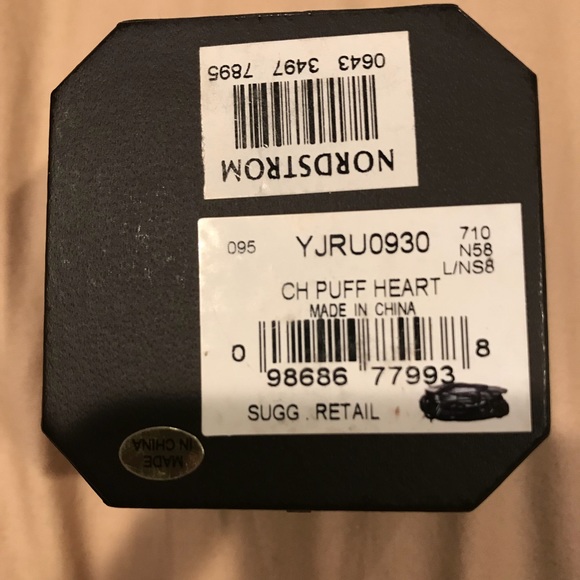 NORDSTROM
0643 3497 7895
095 YJRU0930 710
N58
L/NS8
CH PUFF HEART
MADE IN CHINA
0 98686 77993 8
SUGG. RETAIL
MADE
IN CHINA